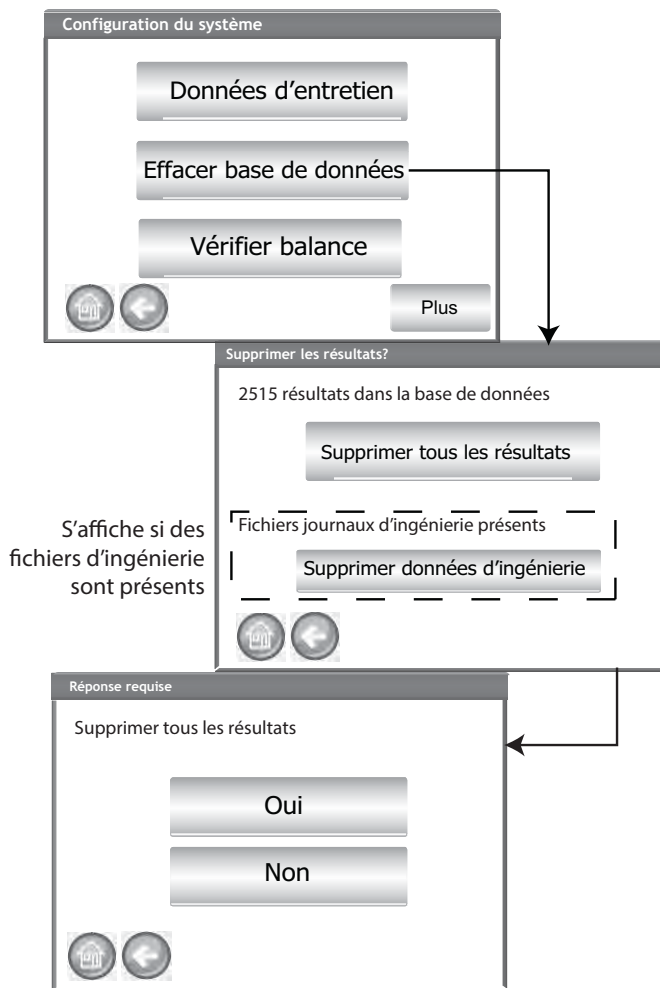 Configuration du système
Données d'entretien
Effacer base de données
Vérifier balance
Plus
Supprimer les résultats?
2515 résultats dans la base de données
Supprimer tous les résultats
S'affiche si des
fichiers d'ingénierie
sont présents
Fichiers journaux d'ingénierie présents
Supprimer données d'ingénierie
Réponse requise
Supprimer tous les résultats
Oui
Non